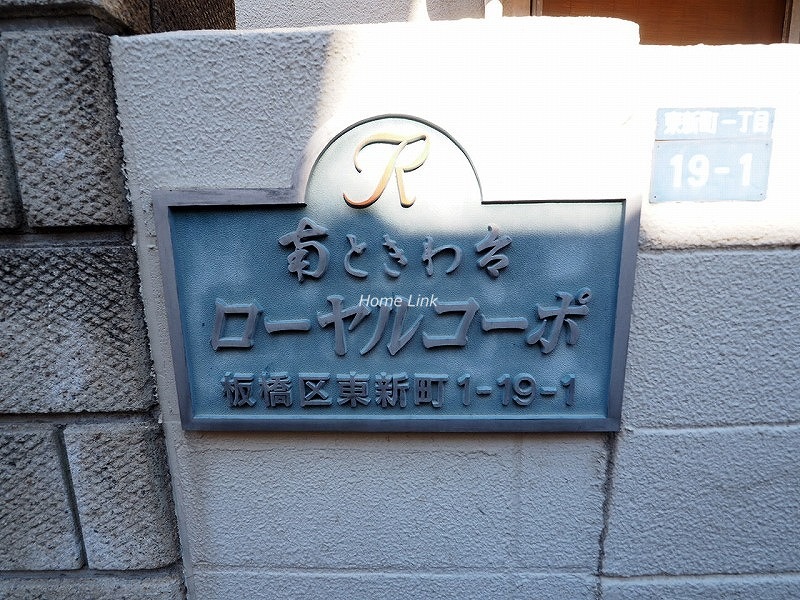 R
南ときわ台
ローヤルコーポ
板橋区東新町1-19-1
東新町一丁目
19-1
Home Link